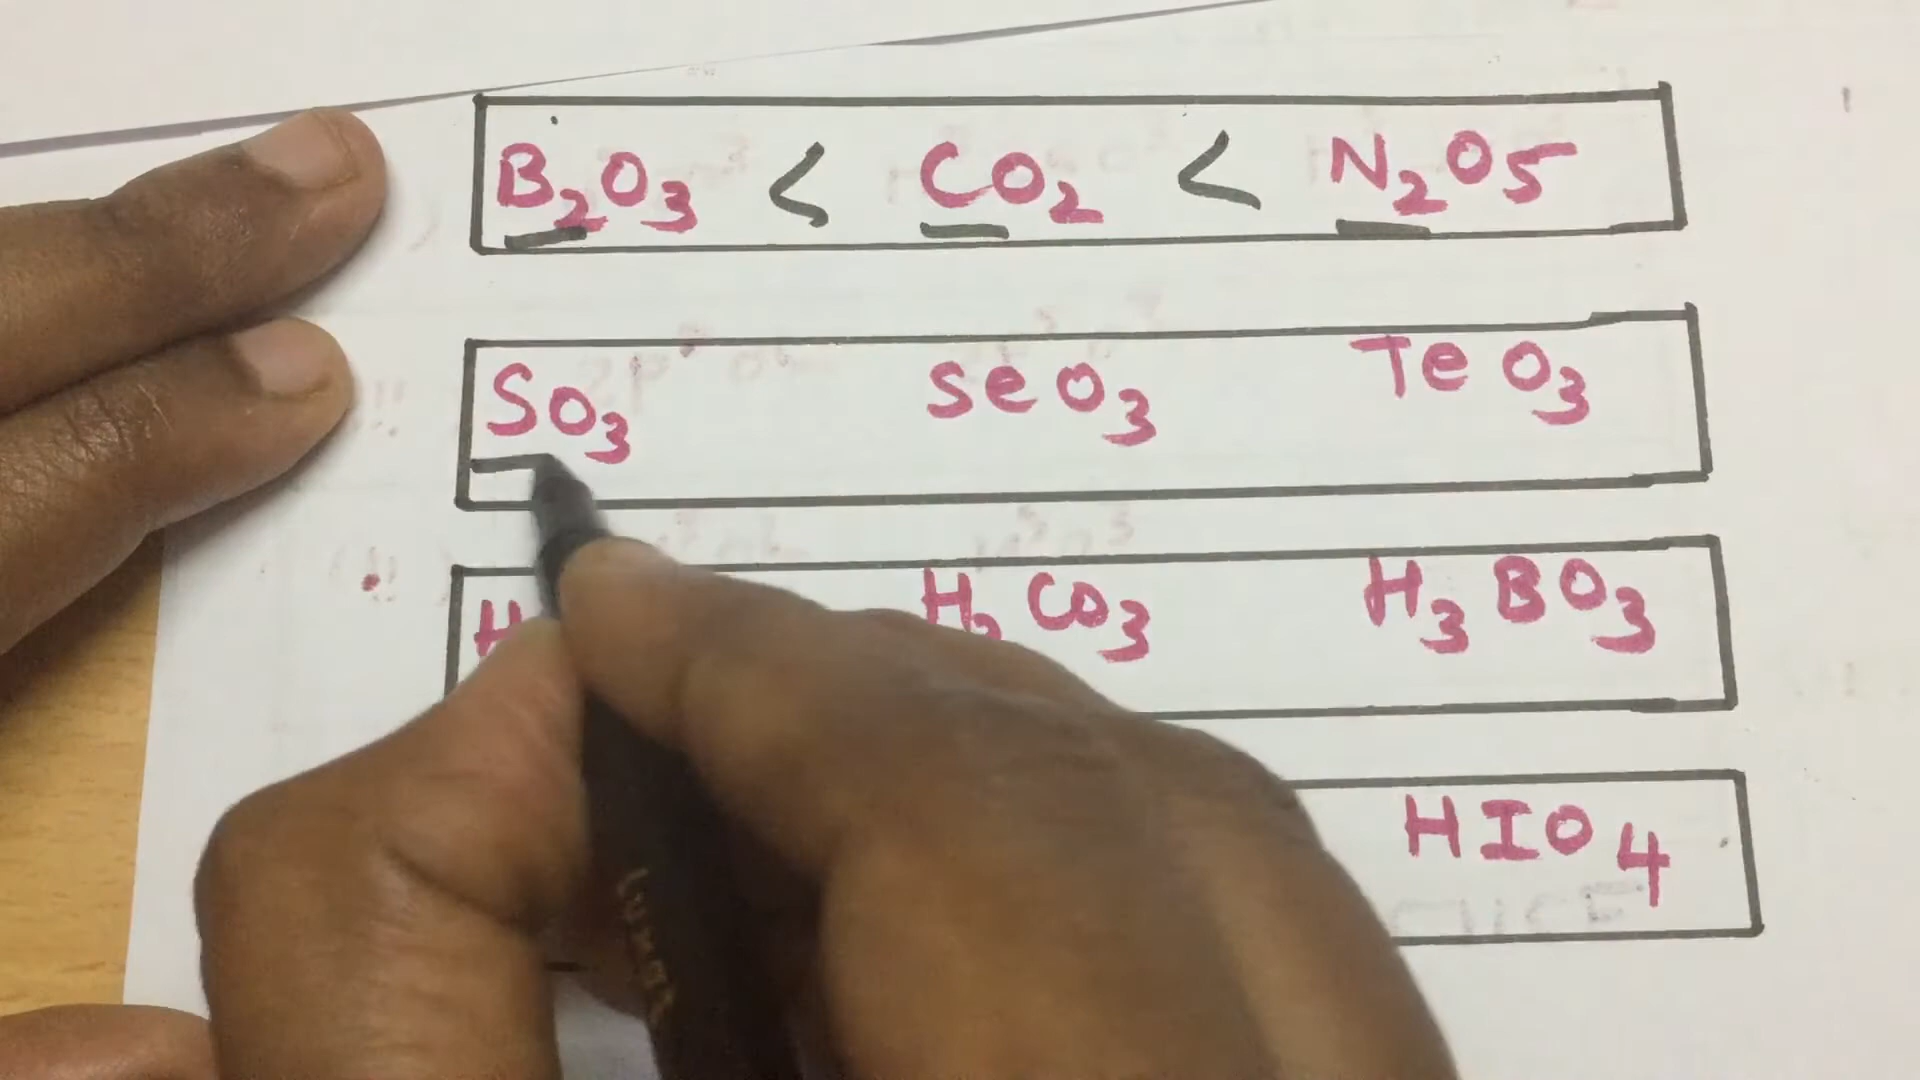 B₂O₃ < CO₂ < N₂O₅
SO₃ SeO₃ TeO₃
H₂CO₃ H₃BO₃
HIO₄